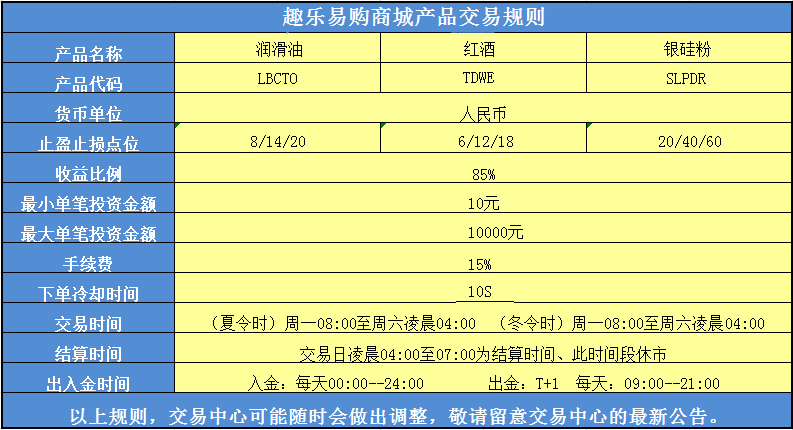 趣乐易购商城产品交易规则
产品名称 润滑油 红酒 银硅粉
产品代码 LBCTO TDWE SLPDR
货币单位 人民币
止盈止损点位 8/14/20 6/12/18 20/40/60
收益比例 85%
最小单笔投资金额 10元
最大单笔投资金额 10000元
手续费 15%
下单冷却时间 10S
交易时间 （夏令时）周一08:00至周六凌晨04:00 （冬令时）周一08:00至周六凌晨04:00
结算时间 交易日凌晨04:00至07:00为结算时间、此时间段休市
出入金时间 入金：每天00:00--24:00 出金：T+1 每天：09:00--21:00
以上规则，交易中心可能随时会做出调整，敬请留意交易中心的最新公告。